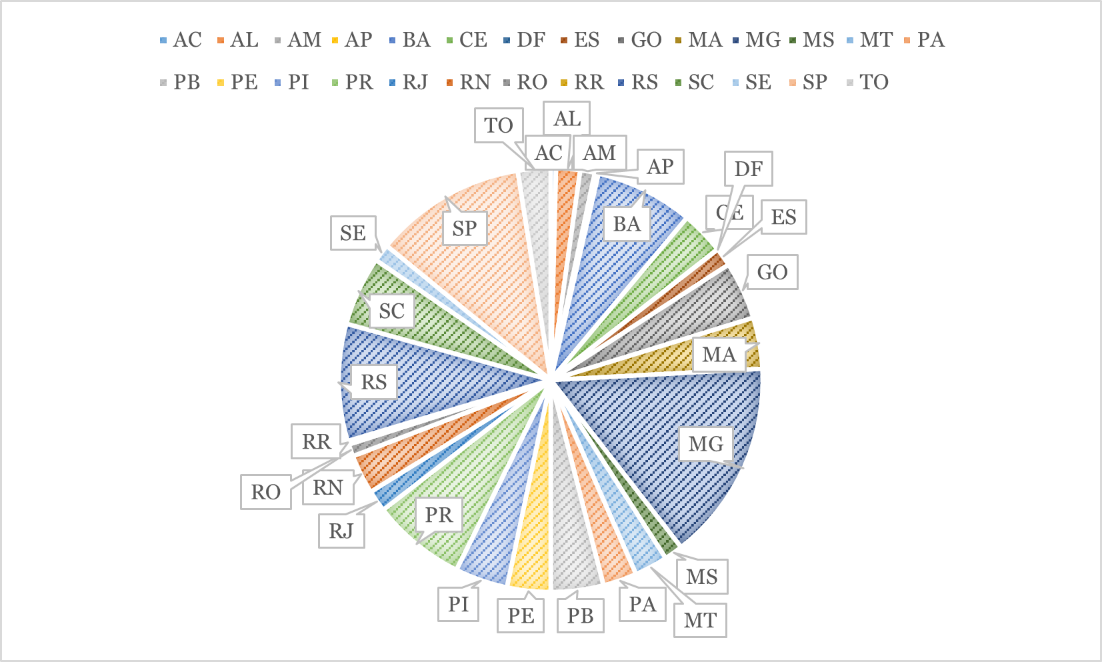 AC AL AM AP BA CE DF ES GO MA MG MS MT PA
PB PE PI PR RJ RN RO RR RS SC SE SP TO
AL
TO
AC
AM
AP
DF
CE
BA
ES
SP
SE
GO
SC
MA
RS
MG
RR
RN
RO
PR
RJ
MS
PI
PE
PB
PA
MT